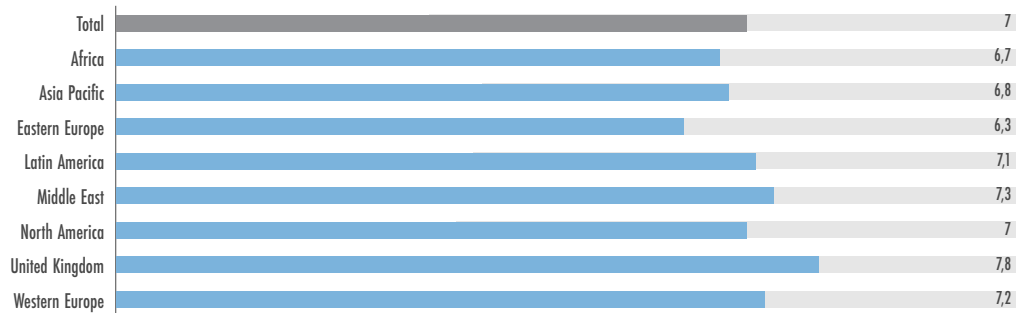 Total 7
Africa 6,7
Asia Pacific 6,8
Eastern Europe 6,3
Latin America 7,1
Middle East 7,3
North America 7
United Kingdom 7,8
Western Europe 7,2